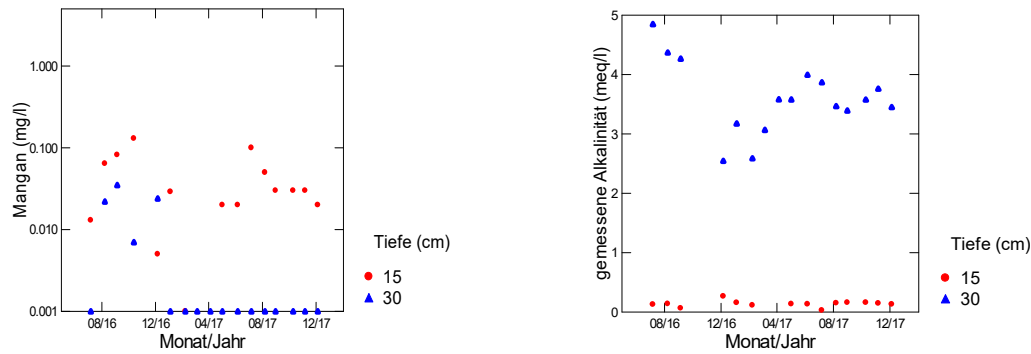 Mangan (mg/l)
1.000
0.100
0.010
0.001
08/16 12/16 04/17 08/17 12/17
Monat/Jahr
Tiefe (cm)
15
30
gemessene Alkalinität (meq/l)
5
4
3
2
1
0
08/16 12/16 04/17 08/17 12/17
Monat/Jahr
Tiefe (cm)
15
30